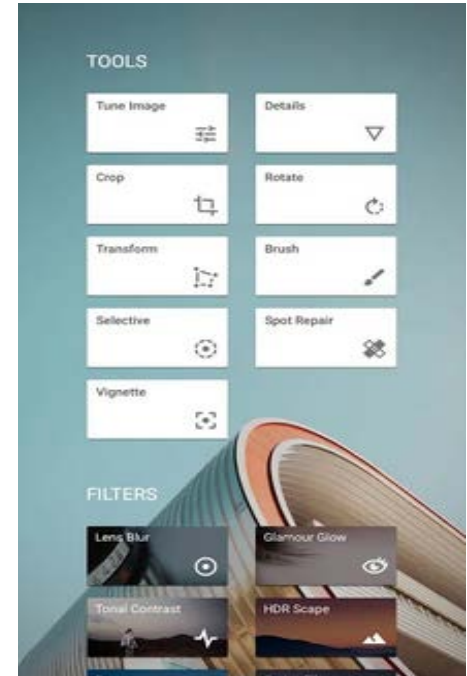 TOOLS
Tune Image
Details
Crop
Rotate
Transform
Brush
Selective
Spot Repair
Vignette
FILTERS
Lens Blur
Glamour Glow
Tonal Contrast
HDR Scape